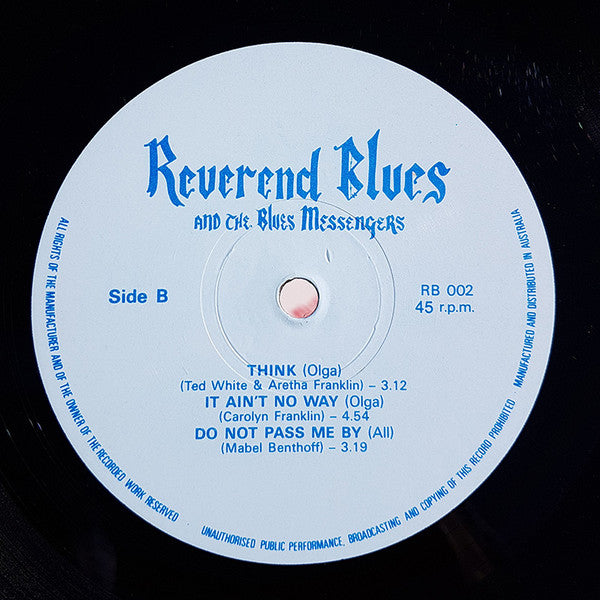 Reverend Blues
AND THE. BLUES MESSENGERS
Side B
RB 002
45 r.p.m.
THINK (Olga)
(Ted White & Aretha Franklin) – 3.12
IT AIN'T NO WAY (Olga)
(Carolyn Franklin) – 4.54
DO NOT PASS ME BY (All)
(Mabel Benthoff) – 3.19
ALL RIGHTS OF THE MANUFACTURER AND OF THE OWNER OF THE RECORDED WORK RESERVED
UNAUTHORISED PUBLIC PERFORMANCE, BROADCASTING AND COPYING OF THIS RECORD PROHIBITED
MANUFACTURED AND DISTRIBUTED IN AUSTRALIA